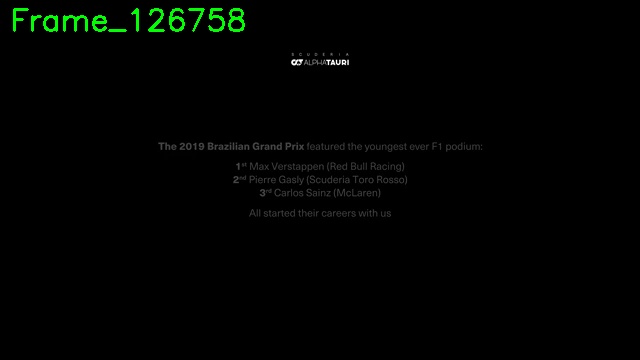 Frame_126758
SCUDERIA
ALPHATAURI
The 2019 Brazilian Grand Prix featured the youngest ever F1 podium:
1st Max Verstappen (Red Bull Racing)
2nd Pierre Gasly (Scuderia Toro Rosso)
3rd Carlos Sainz (McLaren)
All started their careers with us